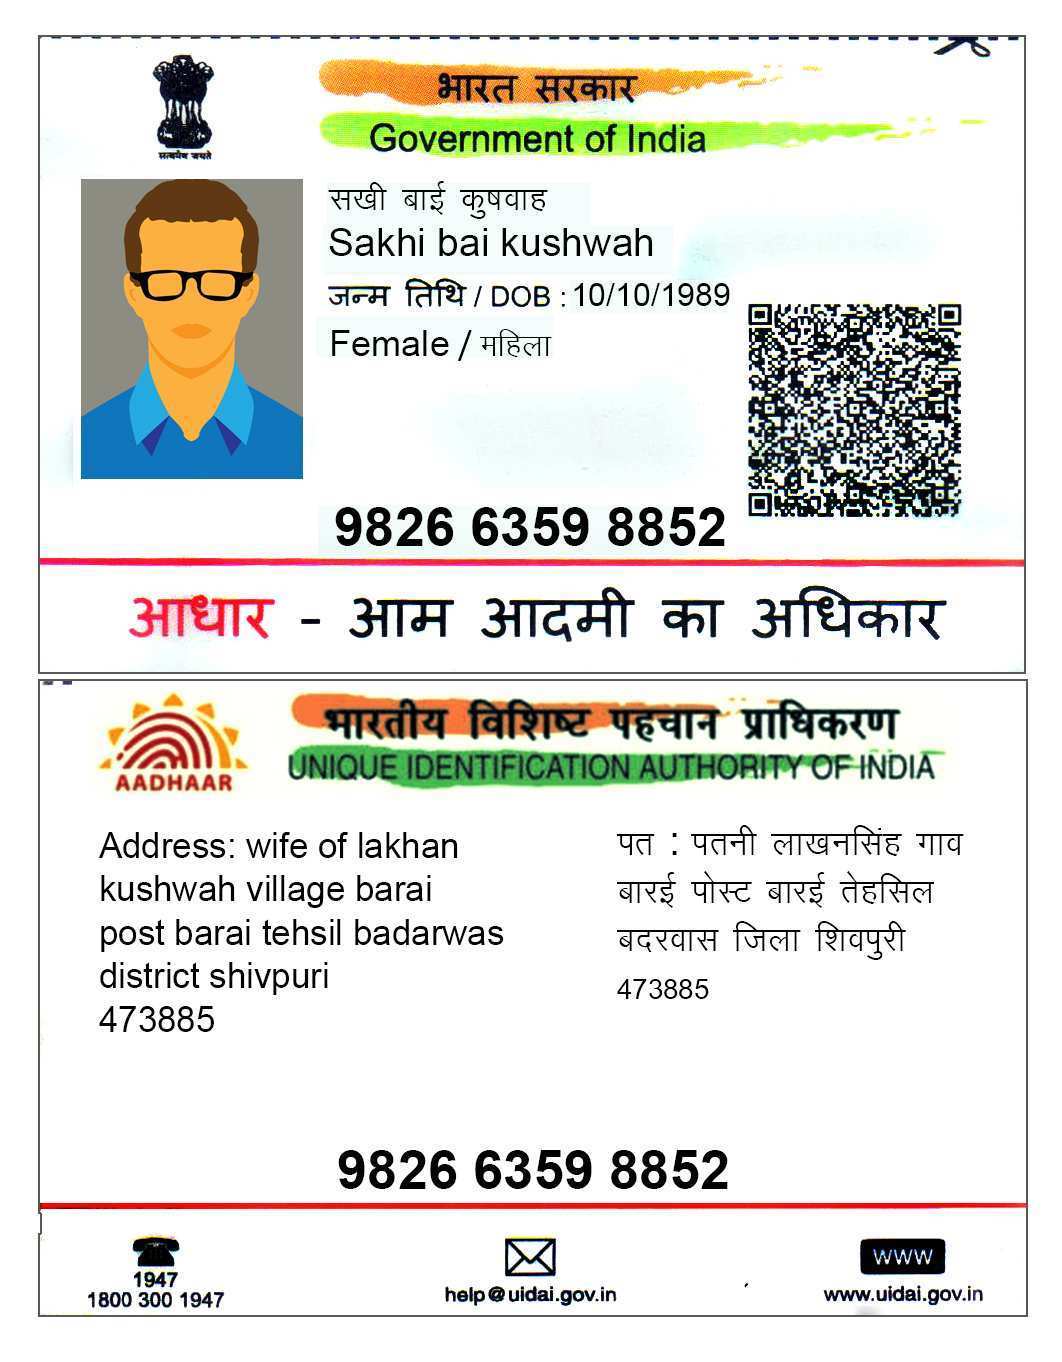 सत्यमेव जयते
भारत सरकार
Government of India
सखी बाई कुषवाह
Sakhi bai kushwah
जन्म तिथि / DOB : 10/10/1989
Female / महिला
9826 6359 8852
आधार - आम आदमी का अधिकार
भारतीय विशिष्ट पहचान प्राधिकरण
UNIQUE IDENTIFICATION AUTHORITY OF INDIA
AADHAAR
Address: wife of lakhan
kushwah village barai
post barai tehsil badarwas
district shivpuri
473885
पत : पतनी लाखनसिंह गाव
बारई पोस्ट बारई तेहसिल
बदरवास जिला शिवपुरी
473885
9826 6359 8852
1947
1800 300 1947
help@uidai.gov.in
www
www.uidai.gov.in